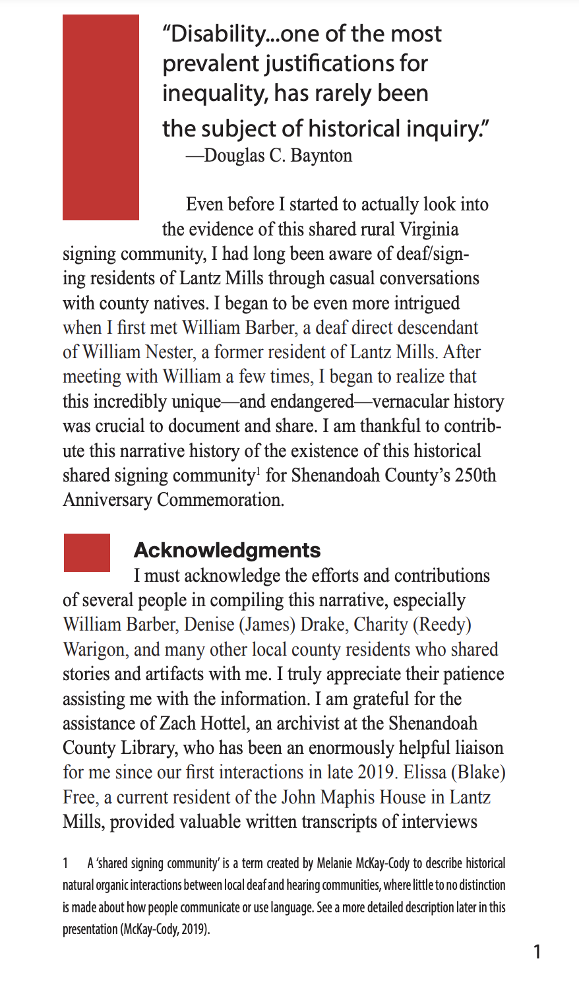 “Disability...one of the most
prevalent justifications for
inequality, has rarely been
the subject of historical inquiry.”
—Douglas C. Baynton
Even before I started to actually look into
the evidence of this shared rural Virginia
signing community, I had long been aware of deaf/sign-
ing residents of Lantz Mills through casual conversations
with county natives. I began to be even more intrigued
when I first met William Barber, a deaf direct descendant
of William Nester, a former resident of Lantz Mills. After
meeting with William a few times, I began to realize that
this incredibly unique—and endangered—vernacular history
was crucial to document and share. I am thankful to contrib-
ute this narrative history of the existence of this historical
shared signing community¹ for Shenandoah County’s 250th
Anniversary Commemoration.
Acknowledgments
I must acknowledge the efforts and contributions
of several people in compiling this narrative, especially
William Barber, Denise (James) Drake, Charity (Reedy)
Warigon, and many other local county residents who shared
stories and artifacts with me. I truly appreciate their patience
assisting me with the information. I am grateful for the
assistance of Zach Hottel, an archivist at the Shenandoah
County Library, who has been an enormously helpful liaison
for me since our first interactions in late 2019. Elissa (Blake)
Free, a current resident of the John Maphis House in Lantz
Mills, provided valuable written transcripts of interviews
1 A ‘shared signing community’ is a term created by Melanie McKay-Cody to describe historical
natural organic interactions between local deaf and hearing communities, where little to no distinction
is made about how people communicate or use language. See a more detailed description later in this
presentation (McKay-Cody, 2019).
1